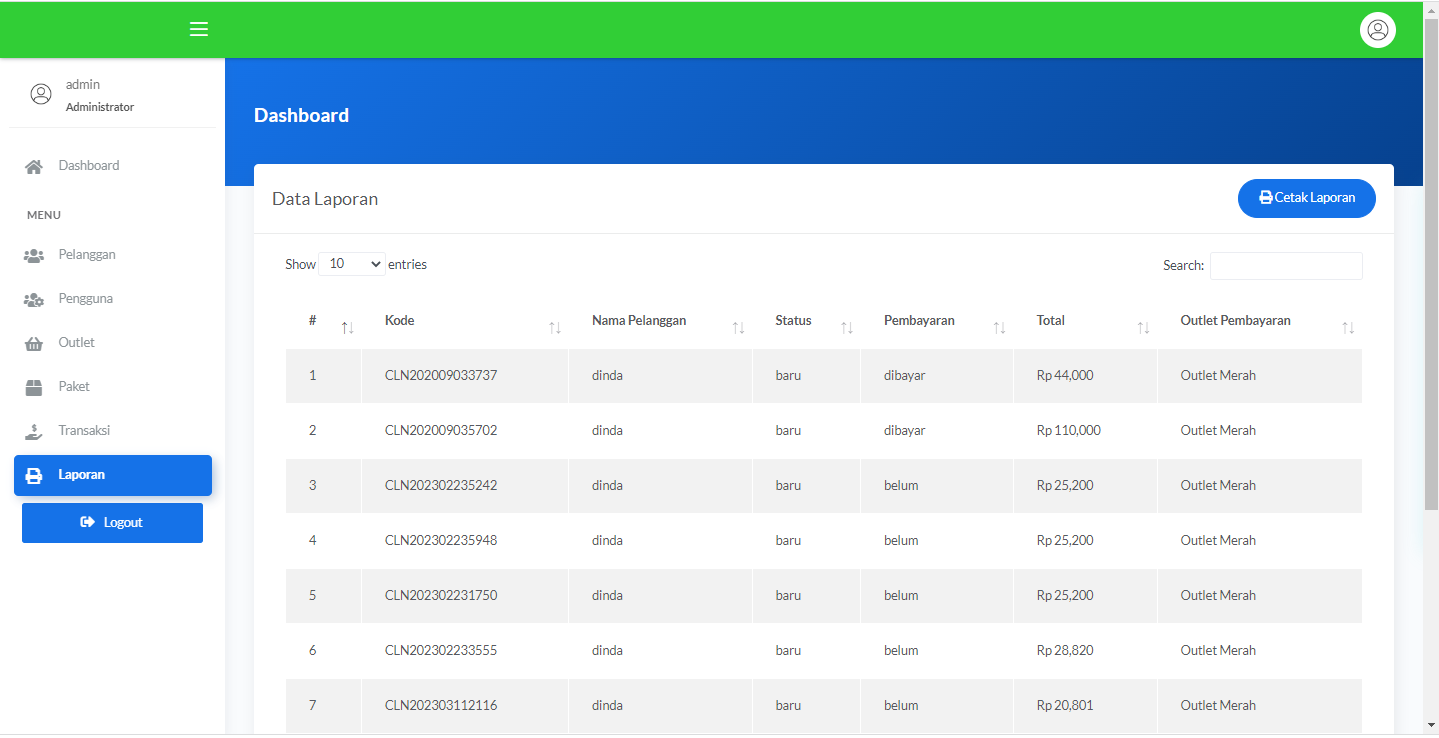 admin
Administrator
Dashboard
MENU
Pelanggan
Pengguna
Outlet
Paket
Transaksi
Laporan
Logout
Dashboard
Data Laporan
Cetak Laporan
Show 10 entries
Search:
# Kode Nama Pelanggan Status Pembayaran Total Outlet Pembayaran
1 CLN202009033737 dinda baru dibayar Rp 44,000 Outlet Merah
2 CLN202009035702 dinda baru dibayar Rp 110,000 Outlet Merah
3 CLN202302235242 dinda baru belum Rp 25,200 Outlet Merah
4 CLN202302235948 dinda baru belum Rp 25,200 Outlet Merah
5 CLN202302231750 dinda baru belum Rp 25,200 Outlet Merah
6 CLN202302233555 dinda baru belum Rp 28,820 Outlet Merah
7 CLN202303112116 dinda baru belum Rp 20,801 Outlet Merah